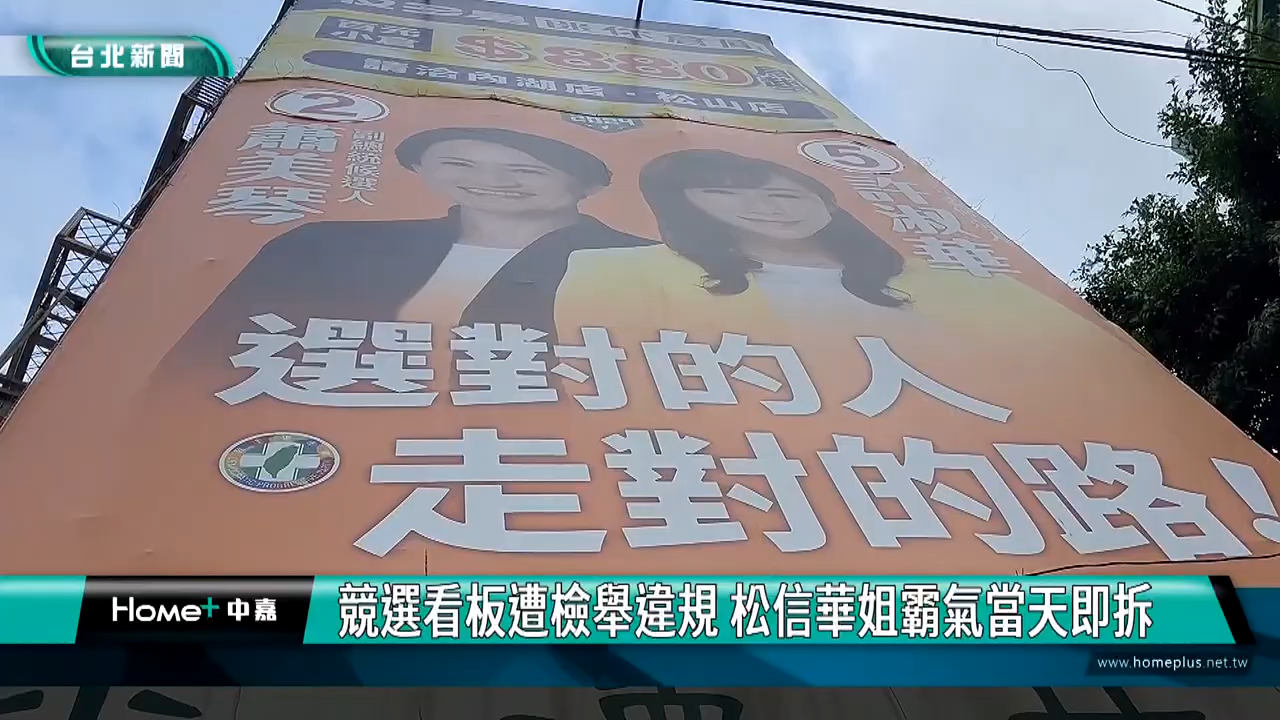 台北新聞
$880
請洽內湖店・松山店
2
蕭美琴
副總統候選人
5
許淑華
選對的人
走對的路!
Home+中嘉
競選看板遭檢舉違規 松信華姐霸氣當天即拆
www.homeplus.net.tw